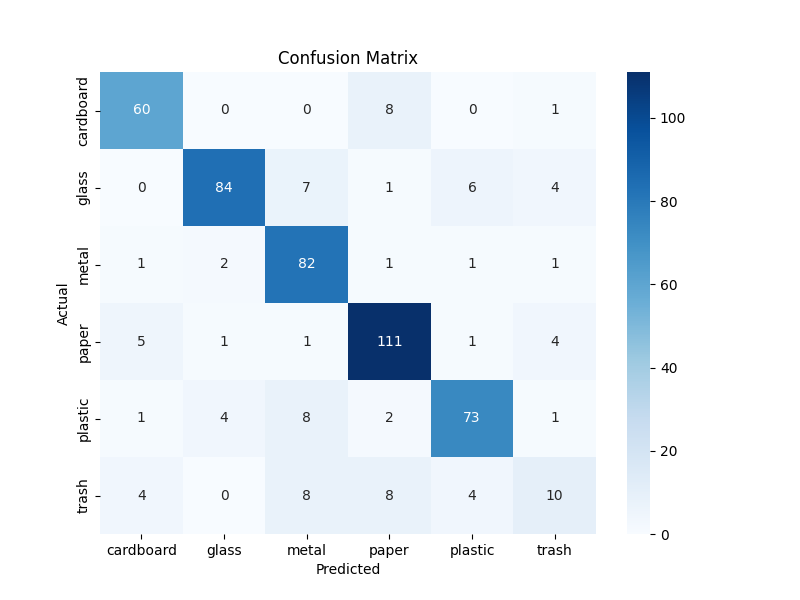 Confusion Matrix
cardboard 60 0 0 8 0 1
glass 0 84 7 1 6 4
metal 1 2 82 1 1 1
paper 5 1 1 111 1 4
plastic 1 4 8 2 73 1
trash 4 0 8 8 4 10
Actual
cardboard glass metal paper plastic trash
Predicted
100
80
60
40
20
0